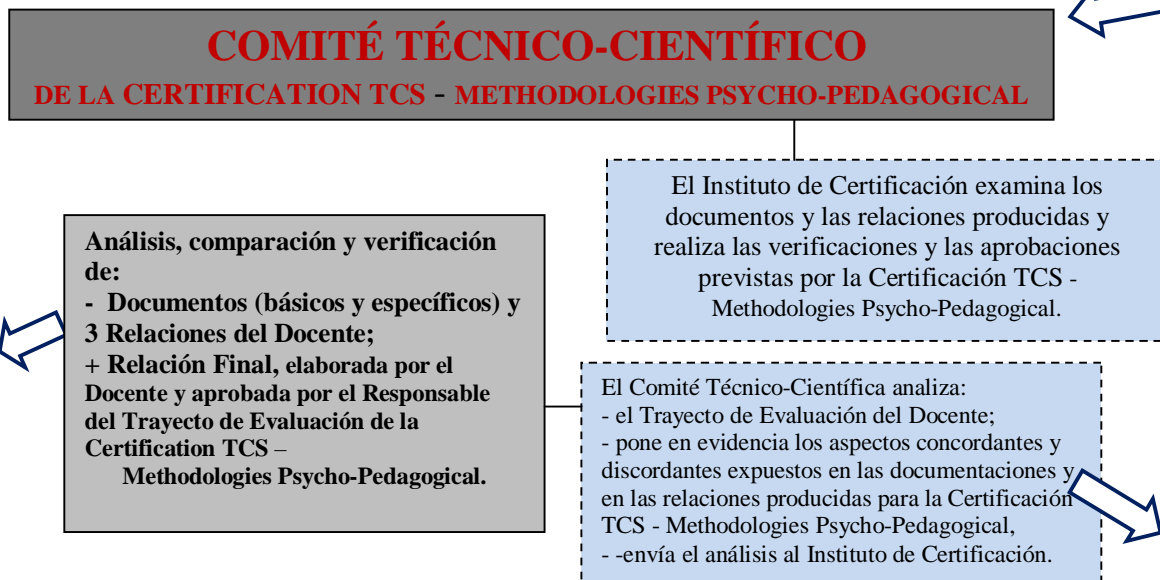 COMITÉ TÉCNICO-CIENTÍFICO
DE LA CERTIFICATION TCS - METHODOLOGIES PSYCHO-PEDAGOGICAL
El Instituto de Certificación examina los
documentos y las relaciones producidas y
realiza las verificaciones y las aprobaciones
previstas por la Certificación TCS -
Methodologies Psycho-Pedagogical.
Análisis, comparación y verificación
de:
- Documentos (básicos y específicos) y
3 Relaciones del Docente;
+ Relación Final, elaborada por el
Docente y aprobada por el Responsable
del Trayecto de Evaluación de la
Certification TCS –
Methodologies Psycho-Pedagogical.
El Comité Técnico-Científica analiza:
- el Trayecto de Evaluación del Docente;
- pone en evidencia los aspectos concordantes y
discordantes expuestos en las documentaciones y
en las relaciones producidas para la Certificación
TCS - Methodologies Psycho-Pedagogical,
- -envía el análisis al Instituto de Certificación.